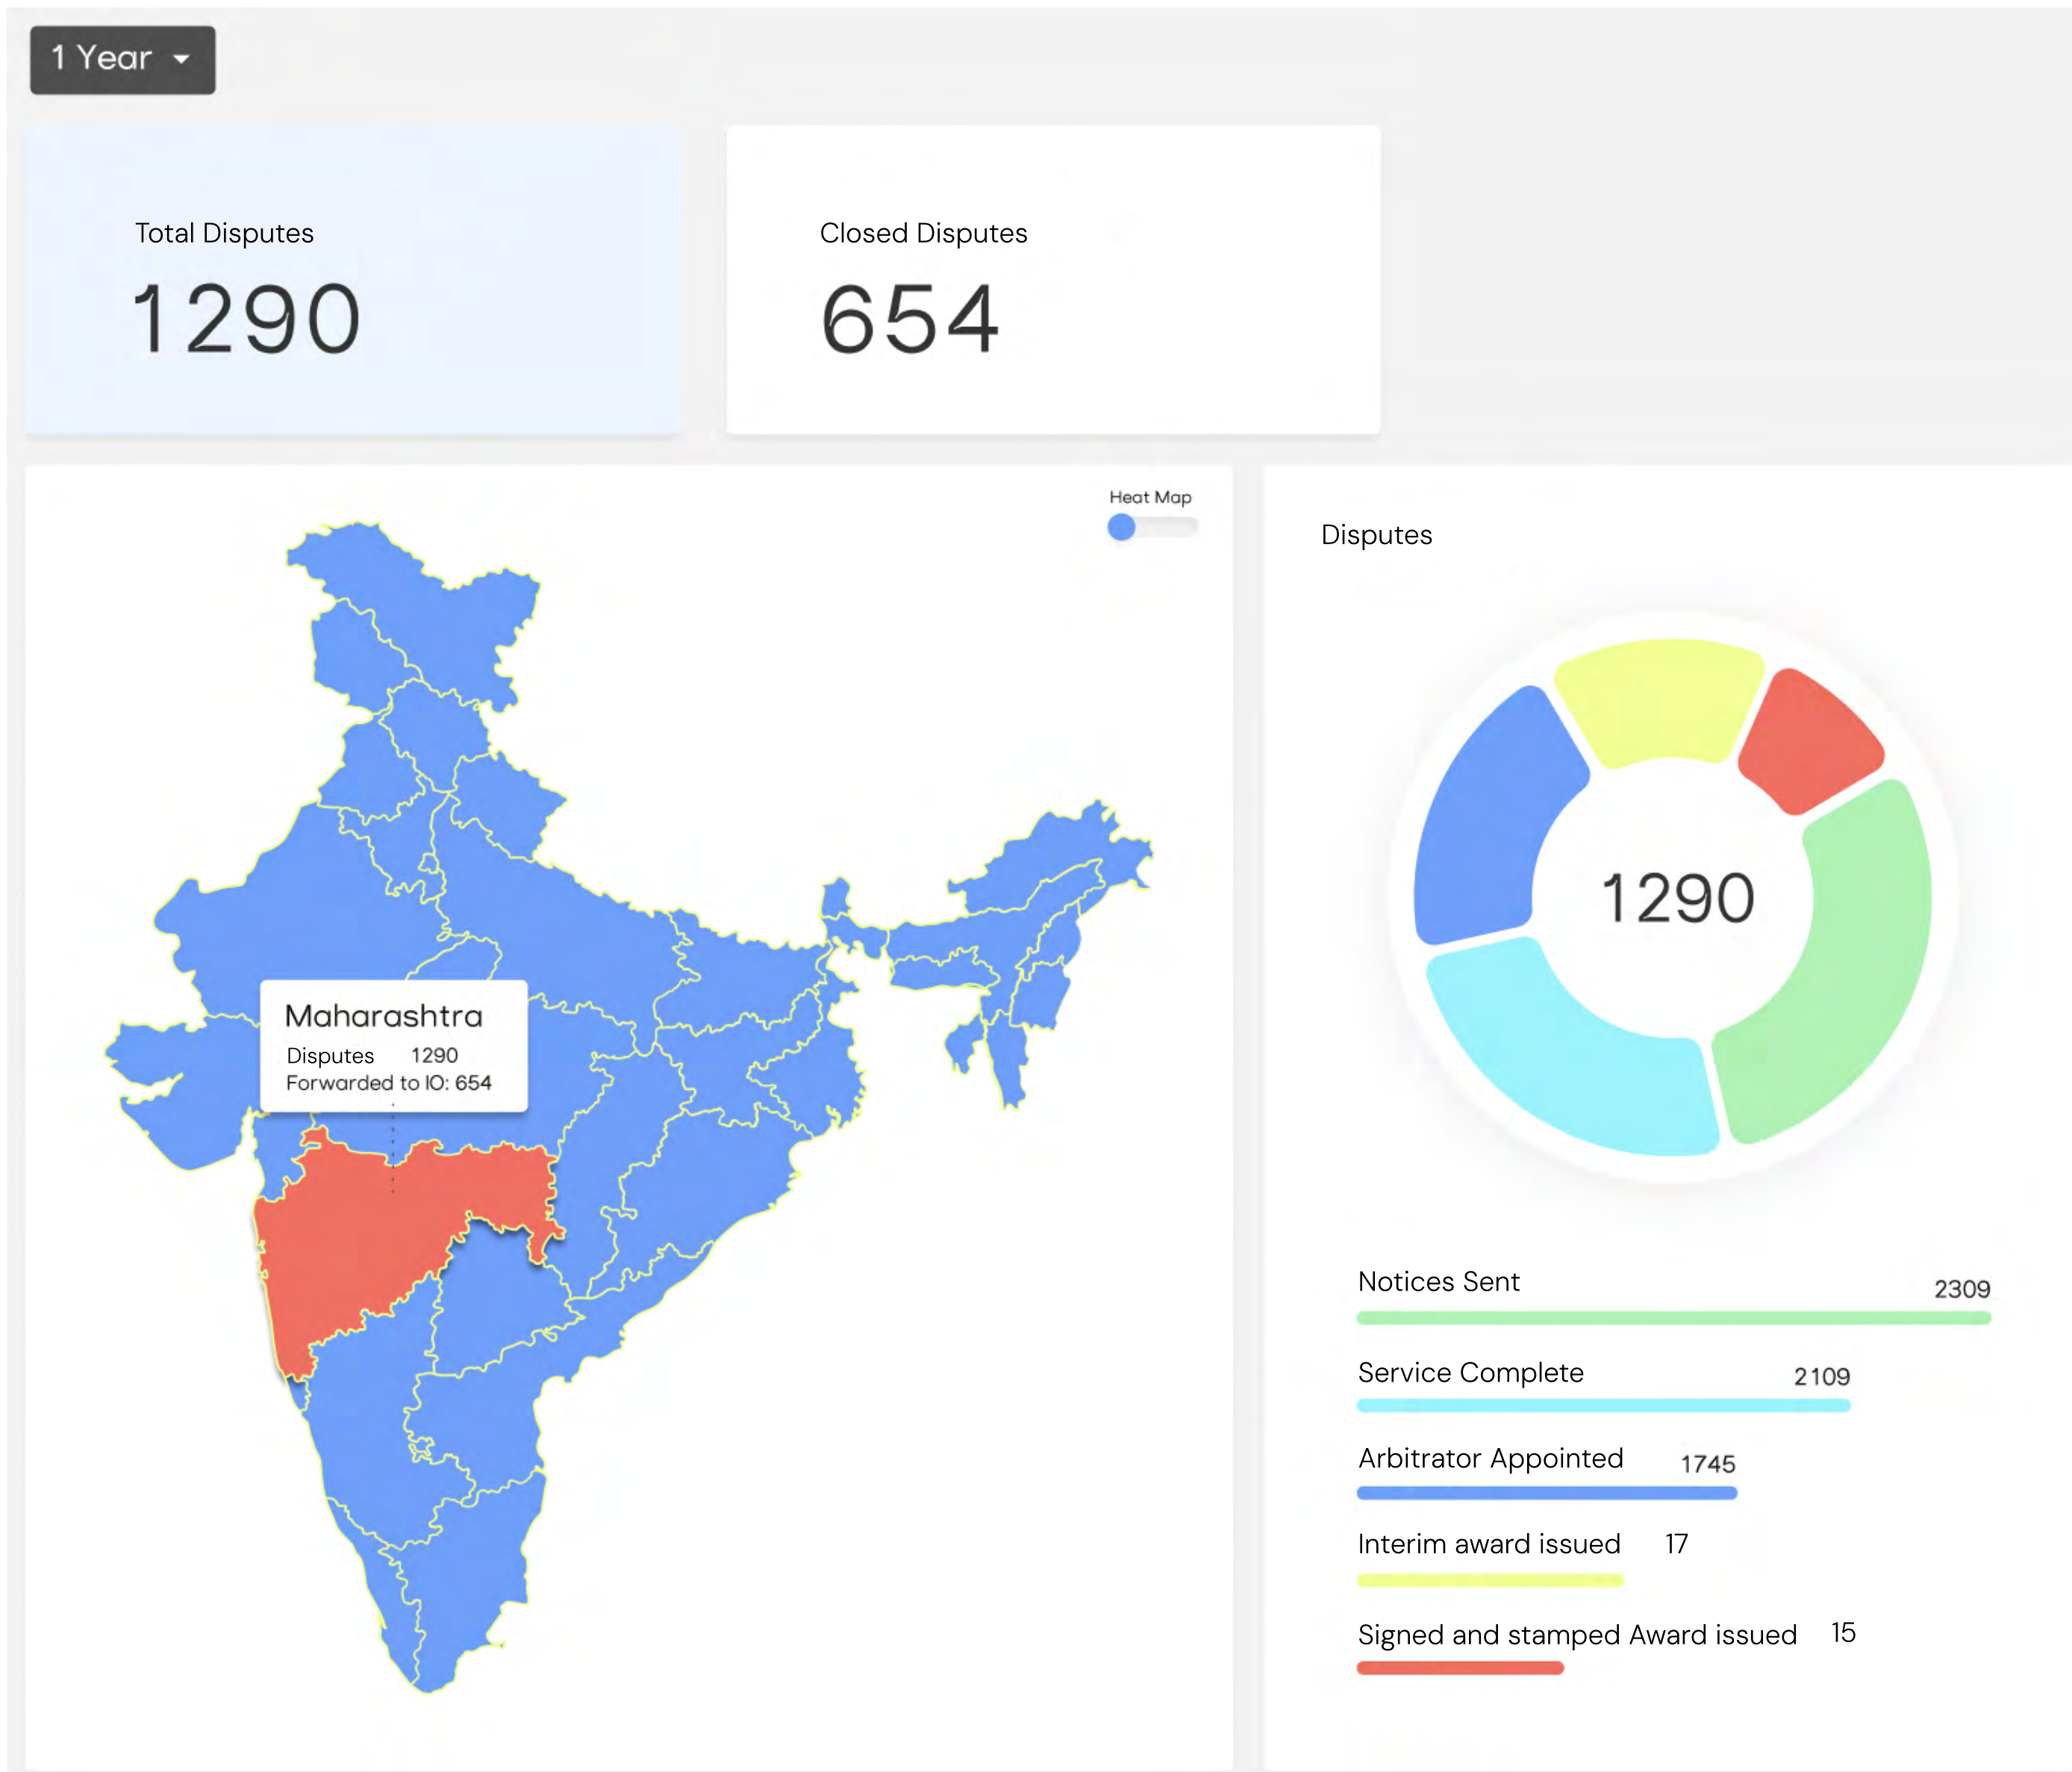 1 Year
Total Disputes
1290
Closed Disputes
654
Heat Map
Maharashtra
Disputes 1290
Forwarded to IO: 654
Disputes
1290
Notices Sent 2309
Service Complete 2109
Arbitrator Appointed 1745
Interim award issued 17
Signed and stamped Award issued 15